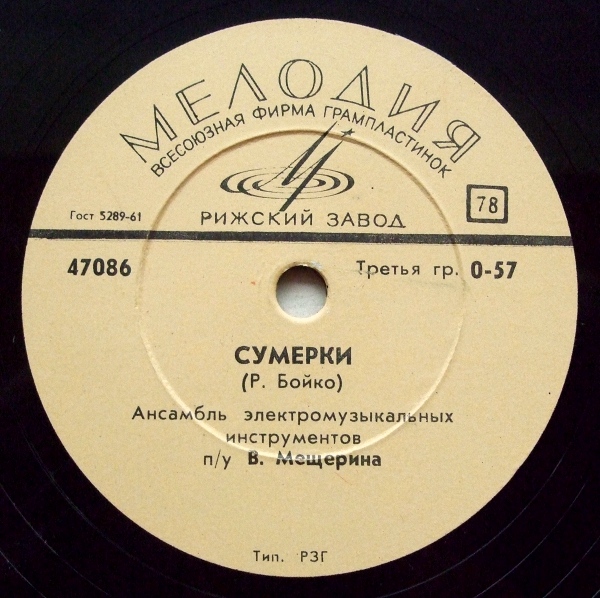 МЕЛОДИЯ
ВСЕСОЮЗНАЯ ФИРМА ГРАМПЛАСТИНОК
Гост 5289-61
РИЖСКИЙ ЗАВОД
78
47086
Третья гр. 0-57
СУМЕРКИ
(Р. Бойко)
Ансамбль электромузыкальных
инструментов
п/у В. Мещерина
Тип. РЗГ